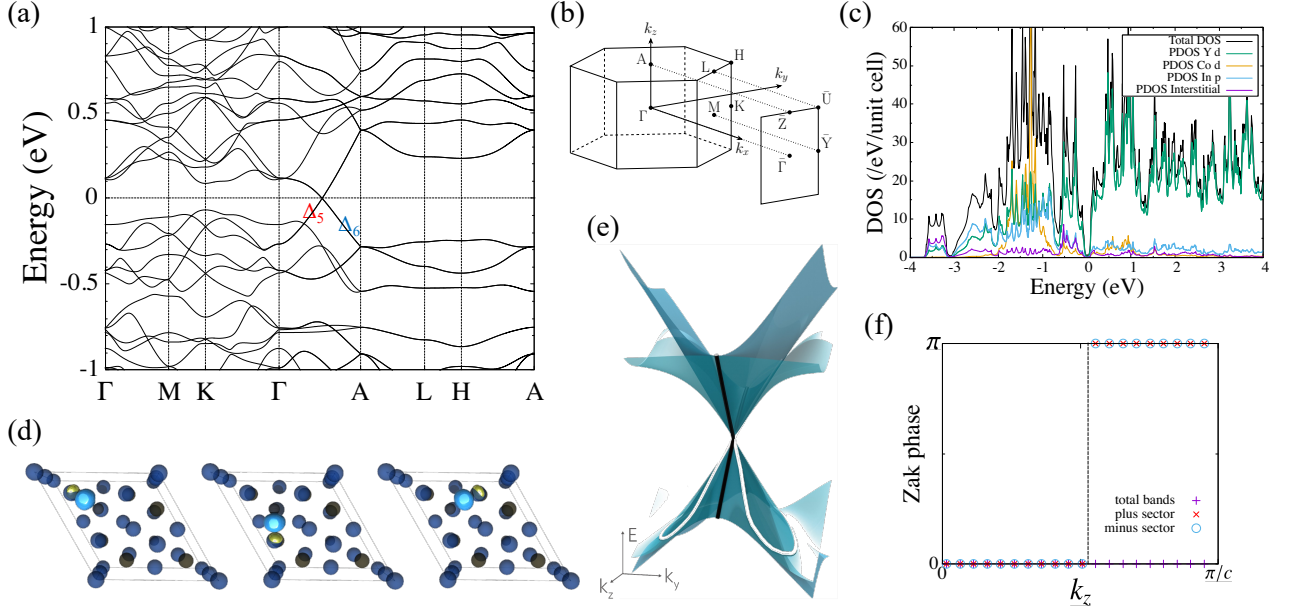 (a)
1
0.5
0
-0.5
-1
Energy (eV)
Δ5
Δ6
Γ
M
K
Γ
A
L
H
A
(b)
kz
A
L
H
ky
M
K
Γ
kx
Ū
Z̄
Ȳ
Γ̄
(c)
60
50
40
30
20
10
0
DOS (/eV/unit cell)
Total DOS
PDOS Y d
PDOS Co d
PDOS In p
PDOS Interstitial
-4
-3
-2
-1
0
1
2
3
4
Energy (eV)
(d)
(e)
E
kz
ky
(f)
π
0
Zak phase
total bands
plus sector
minus sector
0
kz
π/c